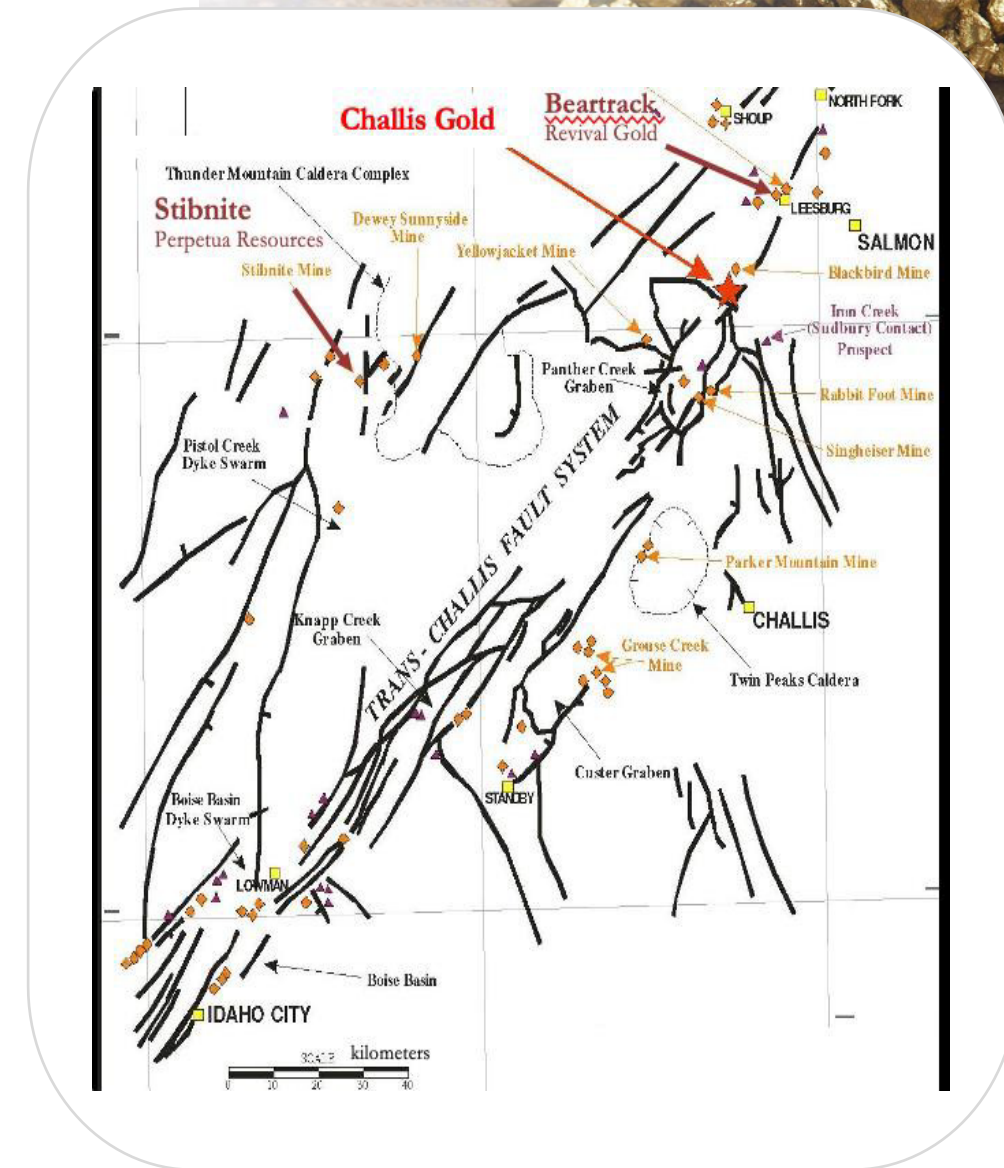 Challis Gold
Beartrack
Revival Gold
SHOUP
NORTH FORK
Thunder Mountain Caldera Complex
Stibnite
Perpetua Resources
Dewey Sunnyside
Mine
LEESBURG
SALMON
Stibnite Mine
Yellowjacket Mine
Blackbird Mine
Iron Creek
(Sudbury Contact)
Prospect
Panther Creek
Graben
Rabbit Foot Mine
Pistol Creek
Dyke Swarm
Singheiser Mine
TRANS - CHALLIS FAULT SYSTEM
Parker Mountain Mine
Knapp Creek
Graben
CHALLIS
Grouse Creek
Mine
Twin Peaks Caldera
Custer Graben
Boise Basin
Dyke Swarm
STANDBY
LOWMAN
Boise Basin
IDAHO CITY
SCALE kilometers
0 10 20 30 40